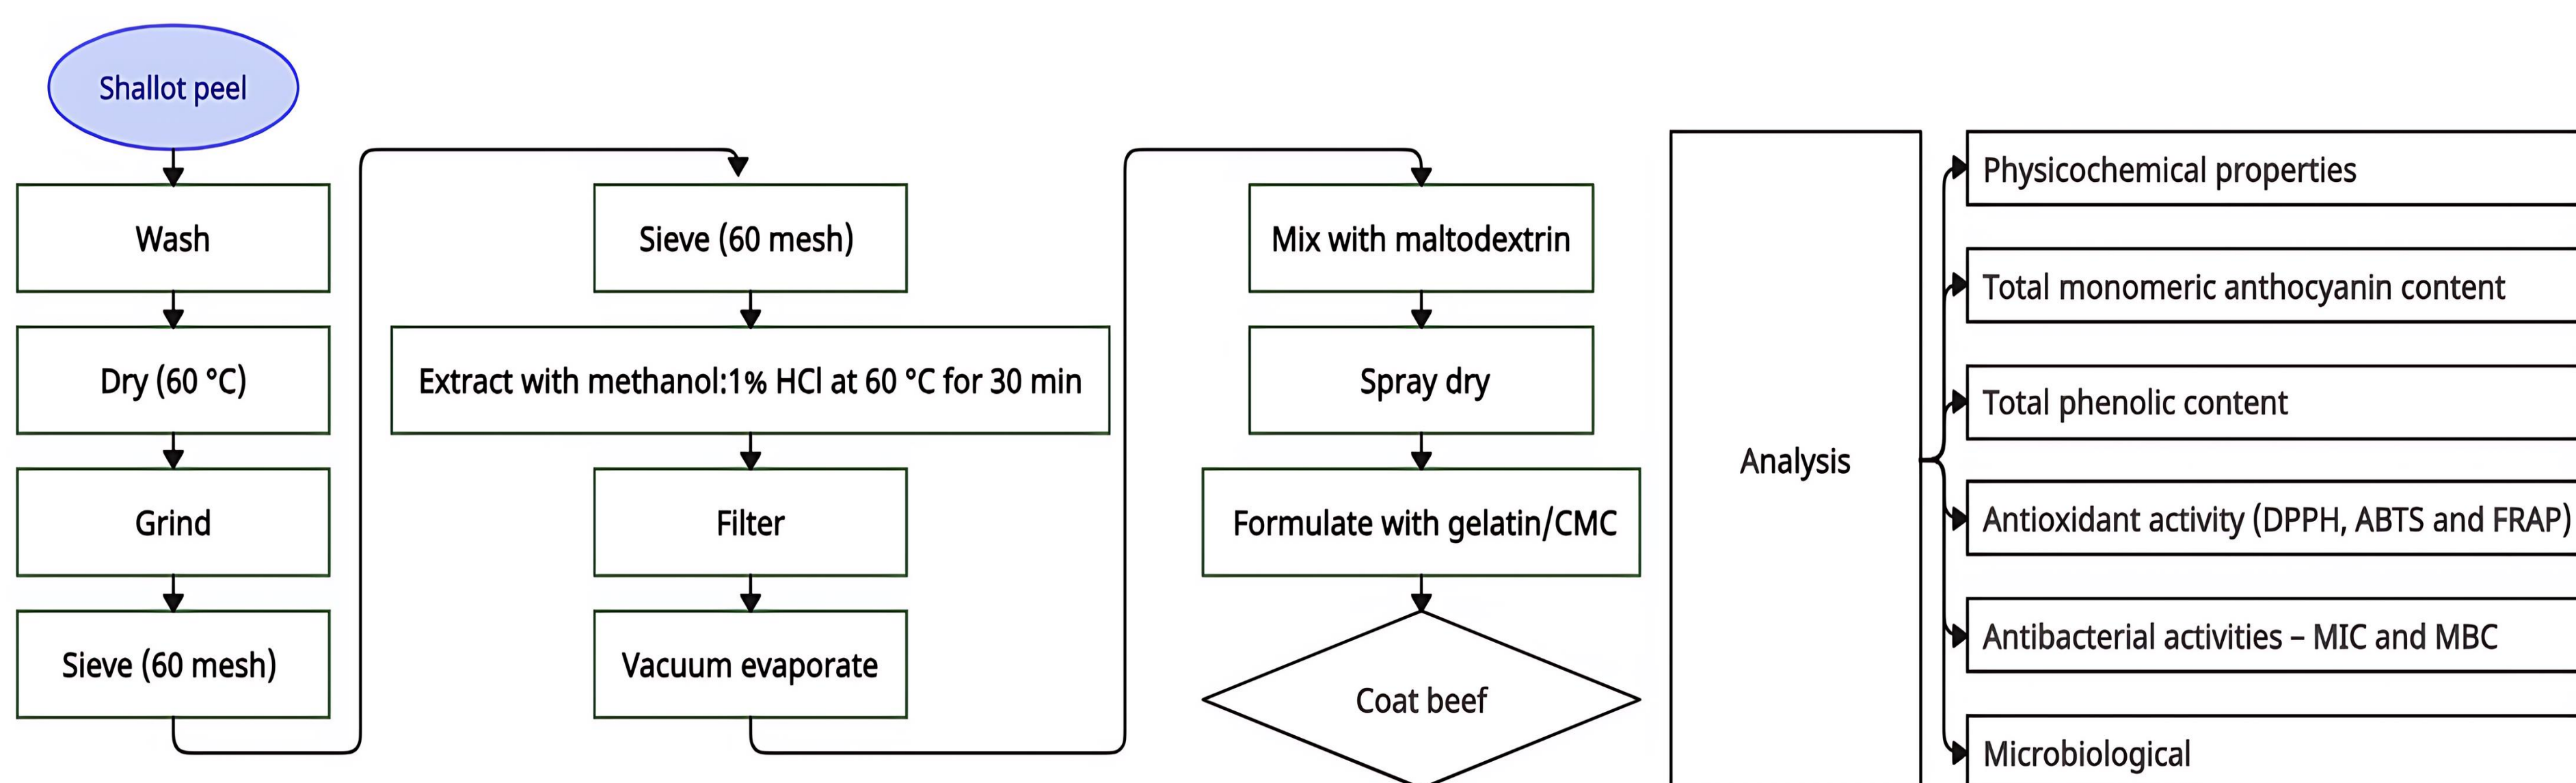 Shallot peel
Wash
Dry (60 °C)
Grind
Sieve (60 mesh)
Sieve (60 mesh)
Extract with methanol:1% HCl at 60 °C for 30 min
Filter
Vacuum evaporate
Mix with maltodextrin
Spray dry
Formulate with gelatin/CMC
Coat beef
Analysis
Physicochemical properties
Total monomeric anthocyanin content
Total phenolic content
Antioxidant activity (DPPH, ABTS and FRAP)
Antibacterial activities – MIC and MBC
Microbiological